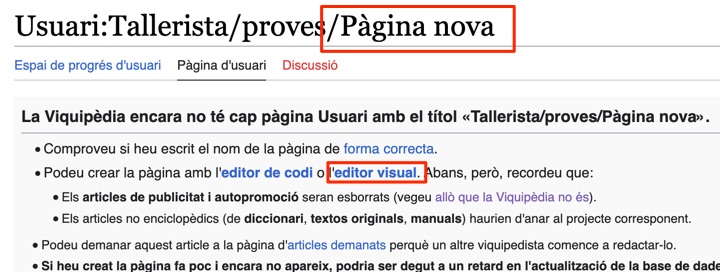 Usuari:Tallerista/proves/Pàgina nova
Espai de progrés d'usuari Pàgina d'usuari Discussió
La Viquipèdia encara no té cap pàgina Usuari amb el títol «Tallerista/proves/Pàgina nova».
• Comproveu si heu escrit el nom de la pàgina de forma correcta.
• Podeu crear la pàgina amb l'editor de codi o l'editor visual. Abans, però, recordeu que:
• Els articles de publicitat i autopromoció seran esborrats (vegeu allò que la Viquipèdia no és).
• Els articles no enciclopèdics (de diccionari, textos originals, manuals) haurien d'anar al projecte corresponent.
• Podeu demanar aquest article a la pàgina d'articles demanats perquè un altre viquipedista comence a redactar-lo.
• Si heu creat la pàgina fa poc i encara no apareix, podria ser degut a un retard en l'actualització de la base de dade